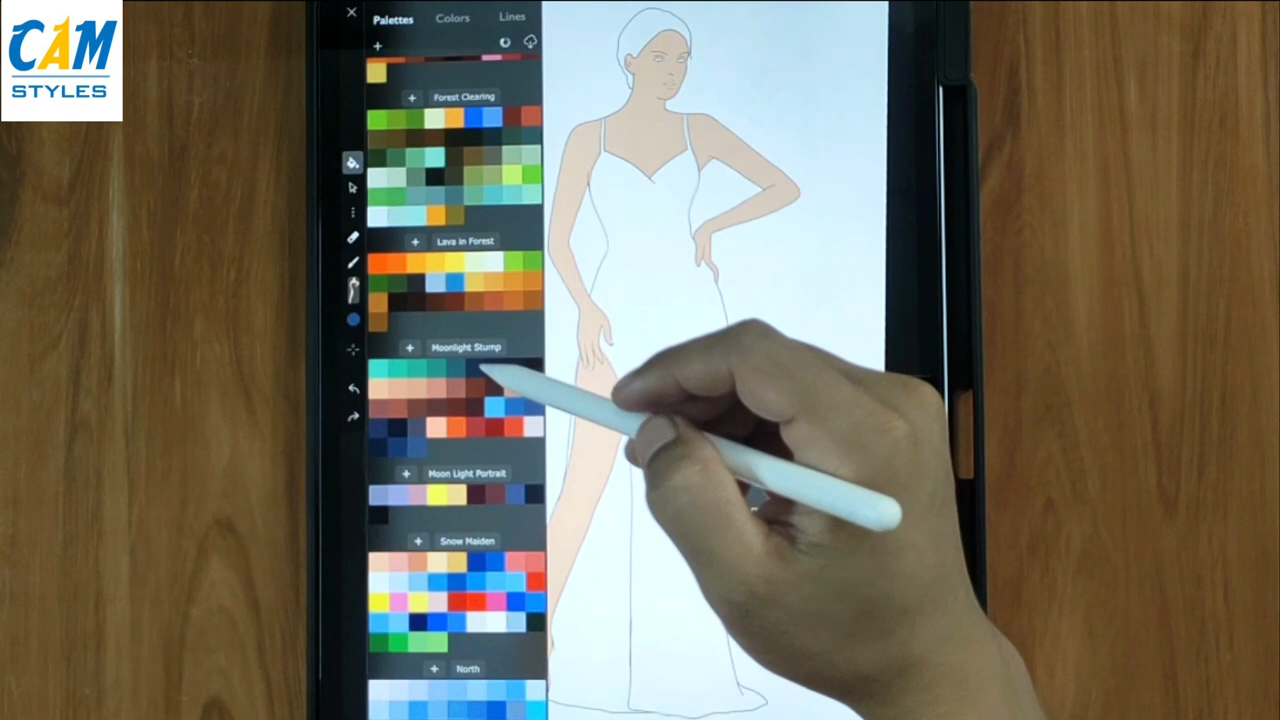 CAM
STYLES
Palettes Colors Lines
Forest Clearing
Lava in Forest
Moonlight Stump
Moon Light Portrait
Snow Maiden
North